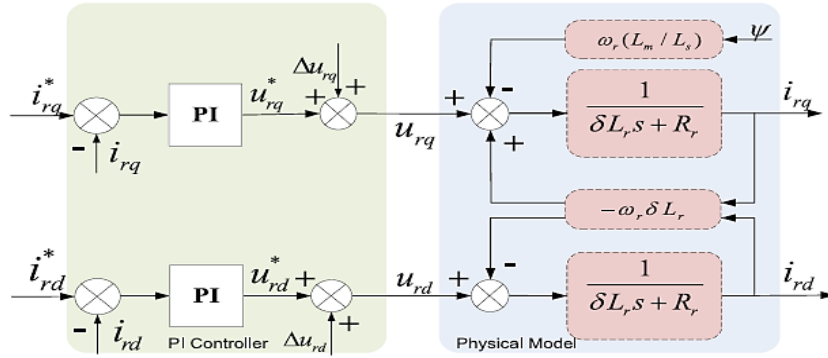 ω_r(L_m / L_s)
ψ
Δu_rq
-
i*_rq
PI
u*_rq
+
+
u_rq
+
1 / (δL_r s + R_r)
i_rq
-
i_rq
+
-ω_r δ L_r
-
i*_rd
PI
u*_rd
+
u_rd
+
1 / (δL_r s + R_r)
i_rd
-
i_rd
+
PI Controller
Δu_rd
Physical Model